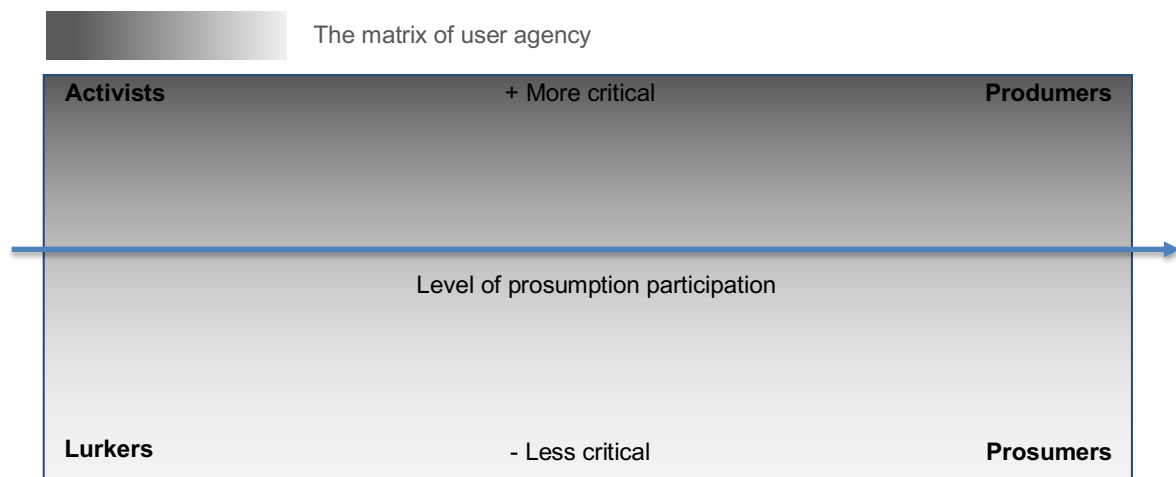 The matrix of user agency
Activists + More critical Produmers
Level of prosumption participation
Lurkers - Less critical Prosumers